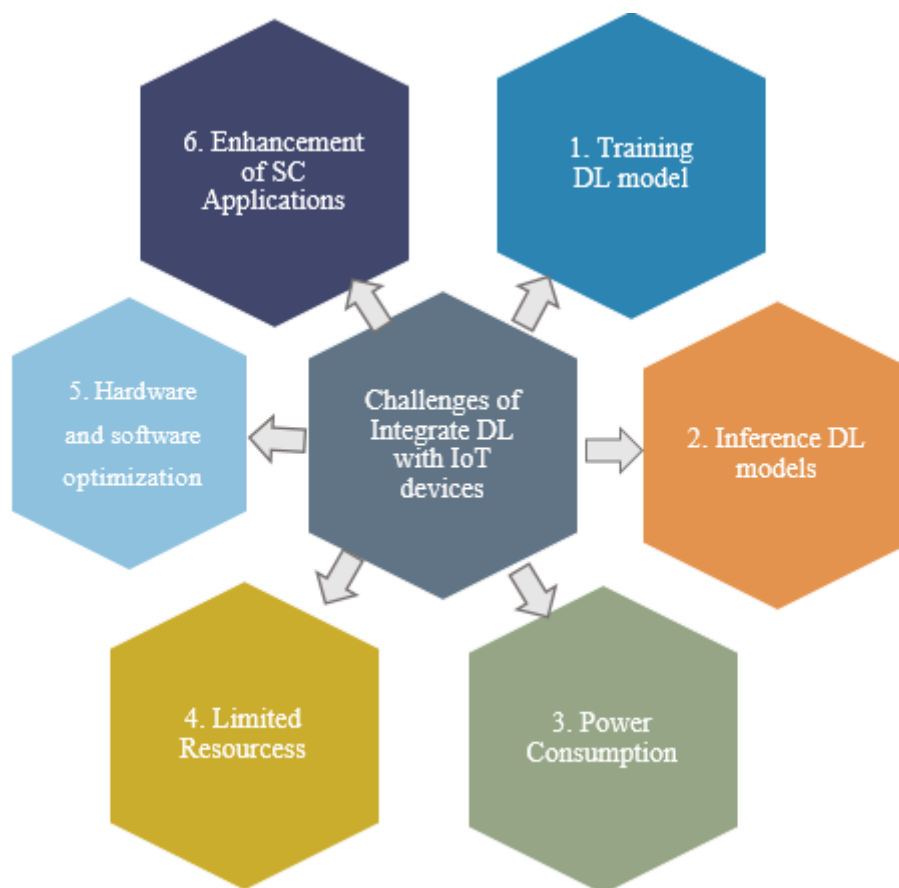 Challenges of
Integrate DL
with IoT
devices
1. Training
DL model
2. Inference DL
models
3. Power
Consumption
4. Limited
Resourcess
5. Hardware
and software
optimization
6. Enhancement
of SC
Applications